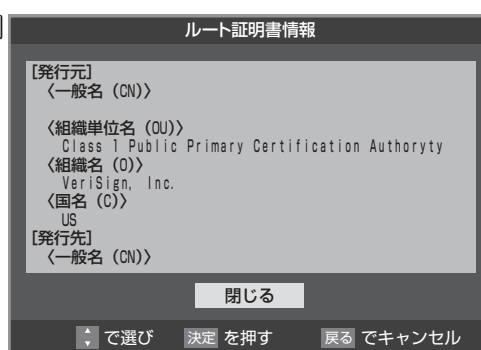 ルート証明書情報
[発行元]
〈一般名（CN）〉
〈組織単位名（OU）〉
Class 1 Public Primary Certification Authoryty
〈組織名（O）〉
VeriSign, Inc.
〈国名（C）〉
US
[発行先]
〈一般名（CN）〉
閉じる
で選び 決定 を押す 戻る でキャンセル